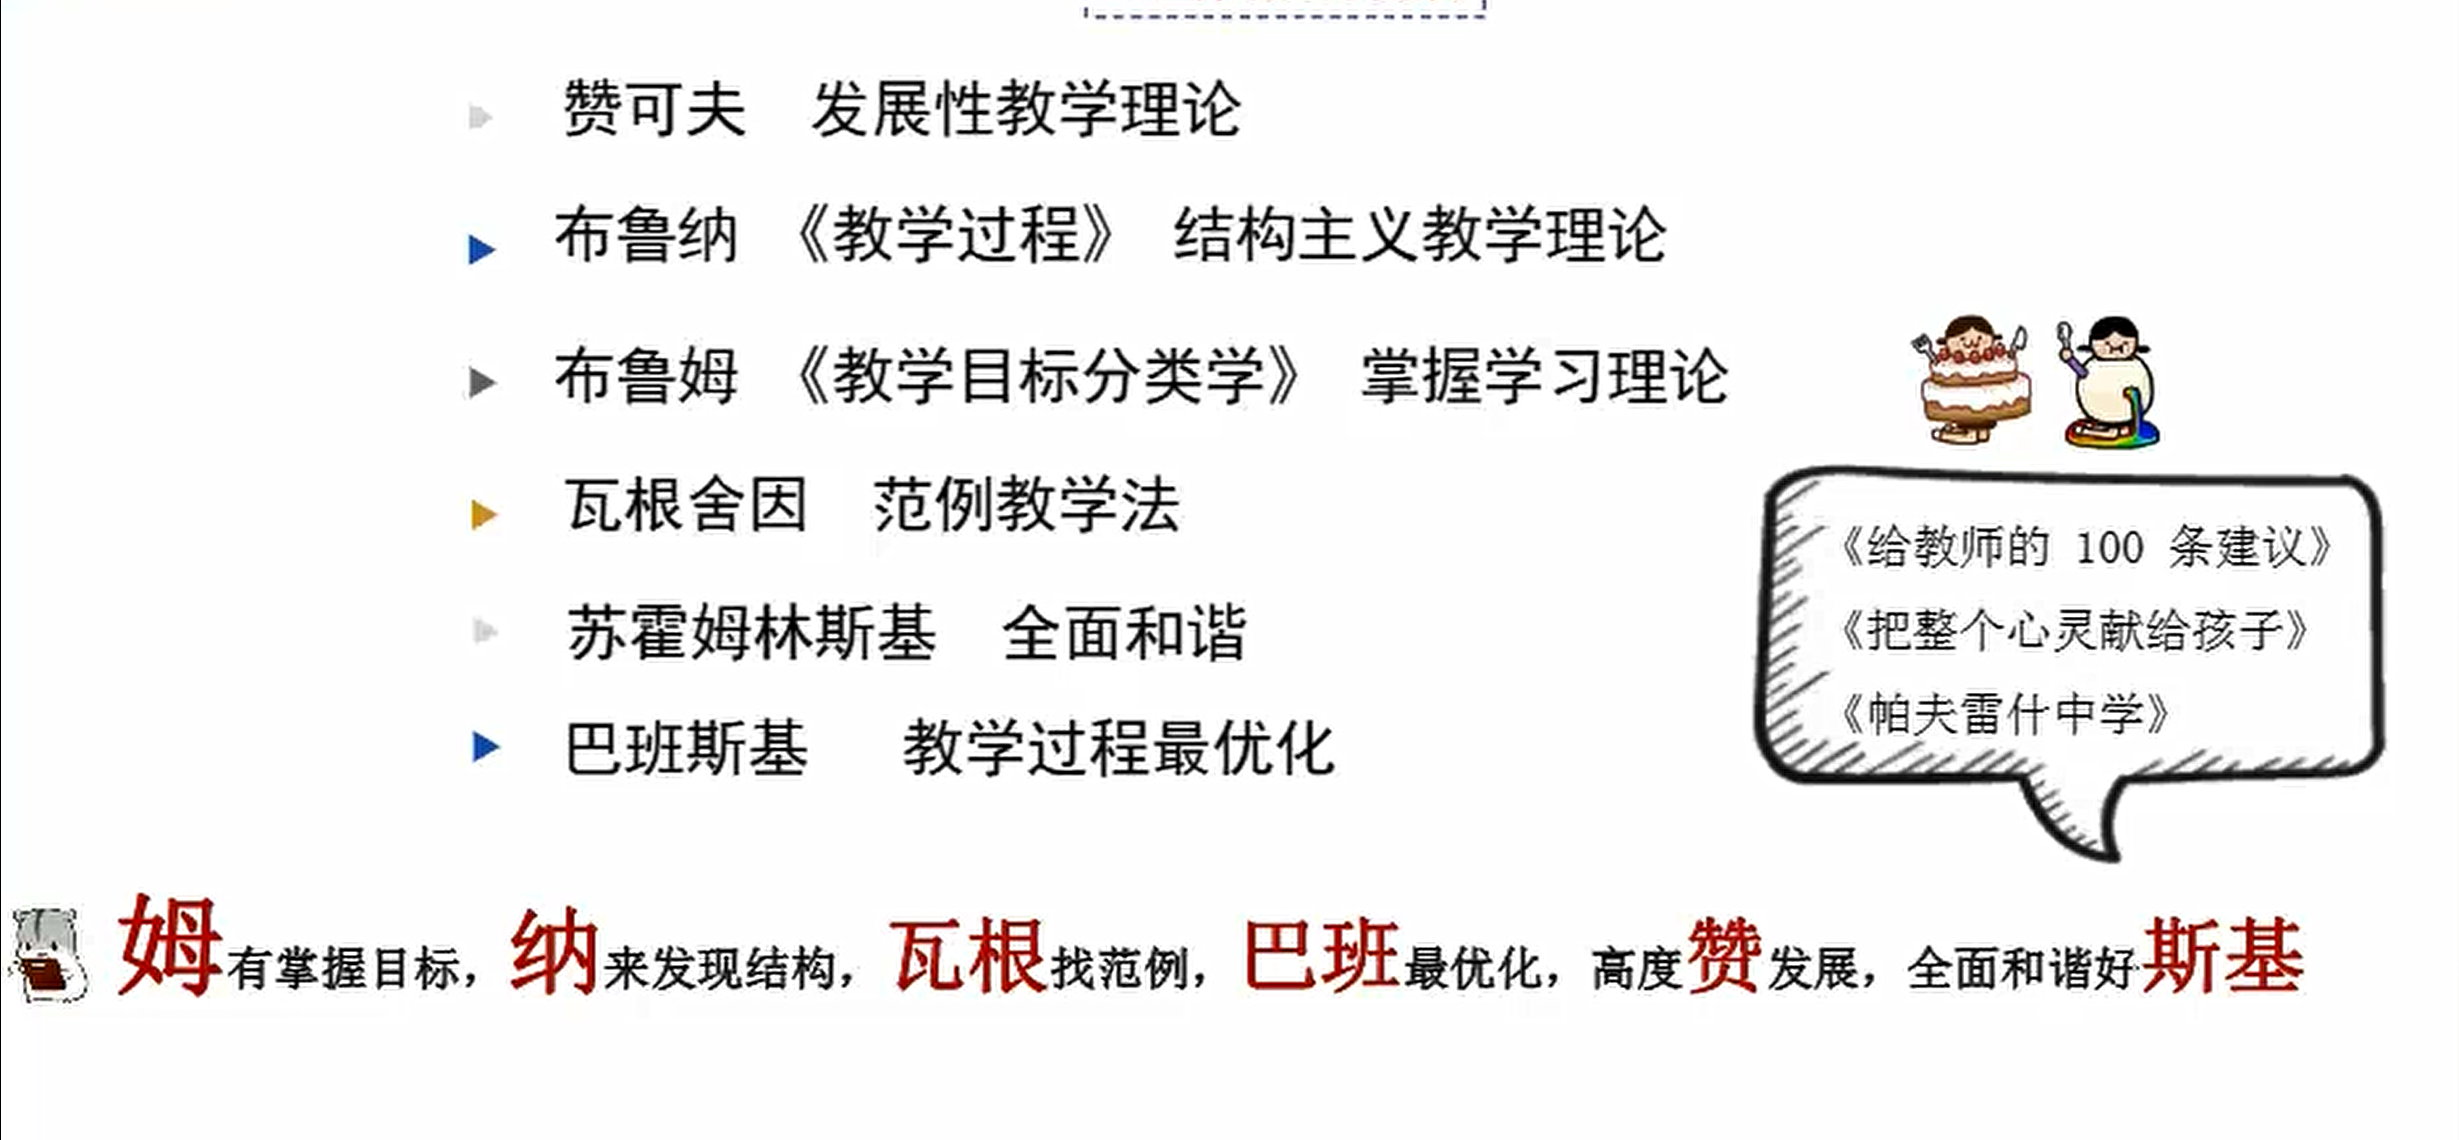 赞可夫 发展性教学理论
布鲁纳 《教学过程》 结构主义教学理论
布鲁姆 《教学目标分类学》 掌握学习理论
瓦根舍因 范例教学法
苏霍姆林斯基 全面和谐
巴班斯基 教学过程最优化
《给教师的 100 条建议》
《把整个心灵献给孩子》
《帕夫雷什中学》
姆有掌握目标，纳来发现结构，瓦根找范例，巴班最优化，高度赞发展，全面和谐好斯基